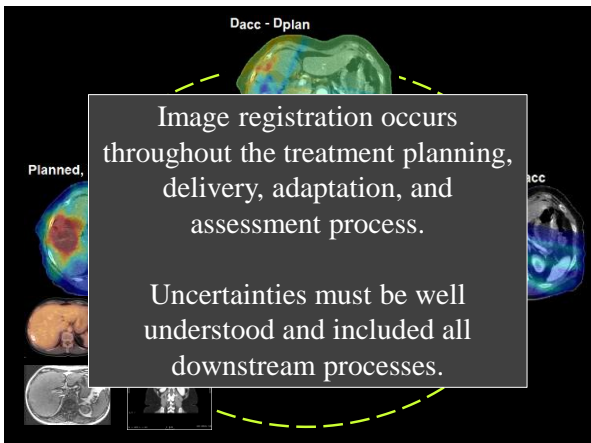 Dacc - Dplan
Image registration occurs
throughout the treatment planning,
delivery, adaptation, and
assessment process.
Planned,
acc
Uncertainties must be well
understood and included all
downstream processes.